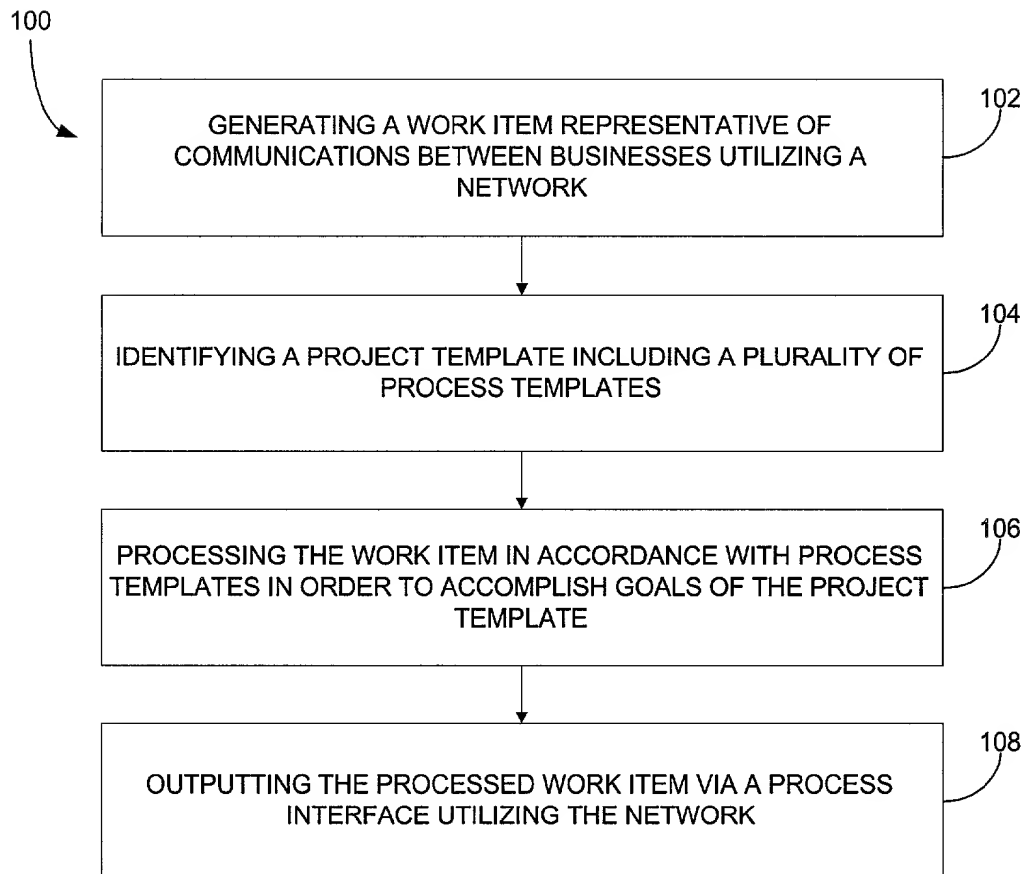 100
102
GENERATING A WORK ITEM REPRESENTATIVE OF
COMMUNICATIONS BETWEEN BUSINESSES UTILIZING A
NETWORK
104
IDENTIFYING A PROJECT TEMPLATE INCLUDING A PLURALITY OF
PROCESS TEMPLATES
106
PROCESSING THE WORK ITEM IN ACCORDANCE WITH PROCESS
TEMPLATES IN ORDER TO ACCOMPLISH GOALS OF THE PROJECT
TEMPLATE
108
OUTPUTTING THE PROCESSED WORK ITEM VIA A PROCESS
INTERFACE UTILIZING THE NETWORK